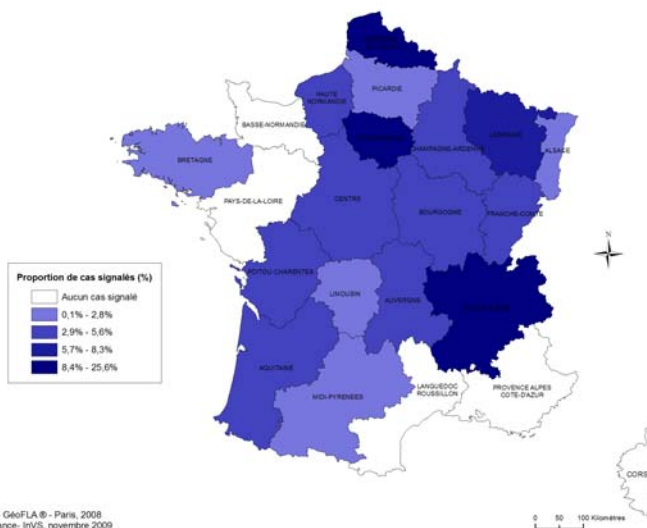 PICARDIE
HAUTE
NORMANDIE
BASSE-NORMANDIE
CHAMPAGNE-ARDENNE
LORRAINE
ALSACE
BRETAGNE
PAYS-DE-LA-LOIRE
CENTRE
BOURGOGNE
FRANCHE-COMTE
N
Proportion de cas signalés (%)
Aucun cas signalé
0,1% - 2,8%
2,9% - 5,6%
5,7% - 8,3%
8,4% - 25,6%
POITOU-CHARENTES
LIMOUSIN
AUVERGNE
AQUITAINE
MIDI-PYRENÉES
LANGUEDOC
ROUSSILLON
PROVENCE ALPES
COTE-D'AZUR
CORS
GéoFLA ® - Paris, 2008
InVS, novembre 2009
0 50 100 Kilomètres